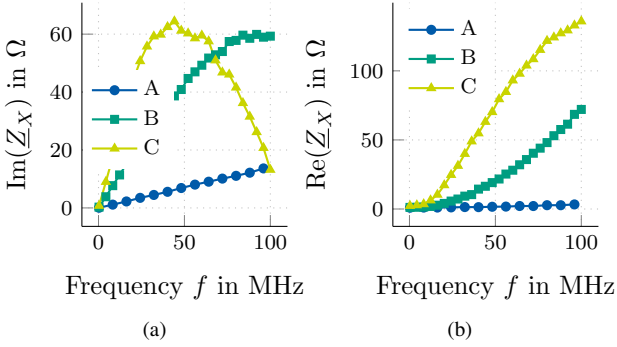 60
40
20
0
Im(Z_X) in Ω
A
B
C
0
50
100
Frequency f in MHz
(a)
100
50
0
Re(Z_X) in Ω
A
B
C
0
50
100
Frequency f in MHz
(b)